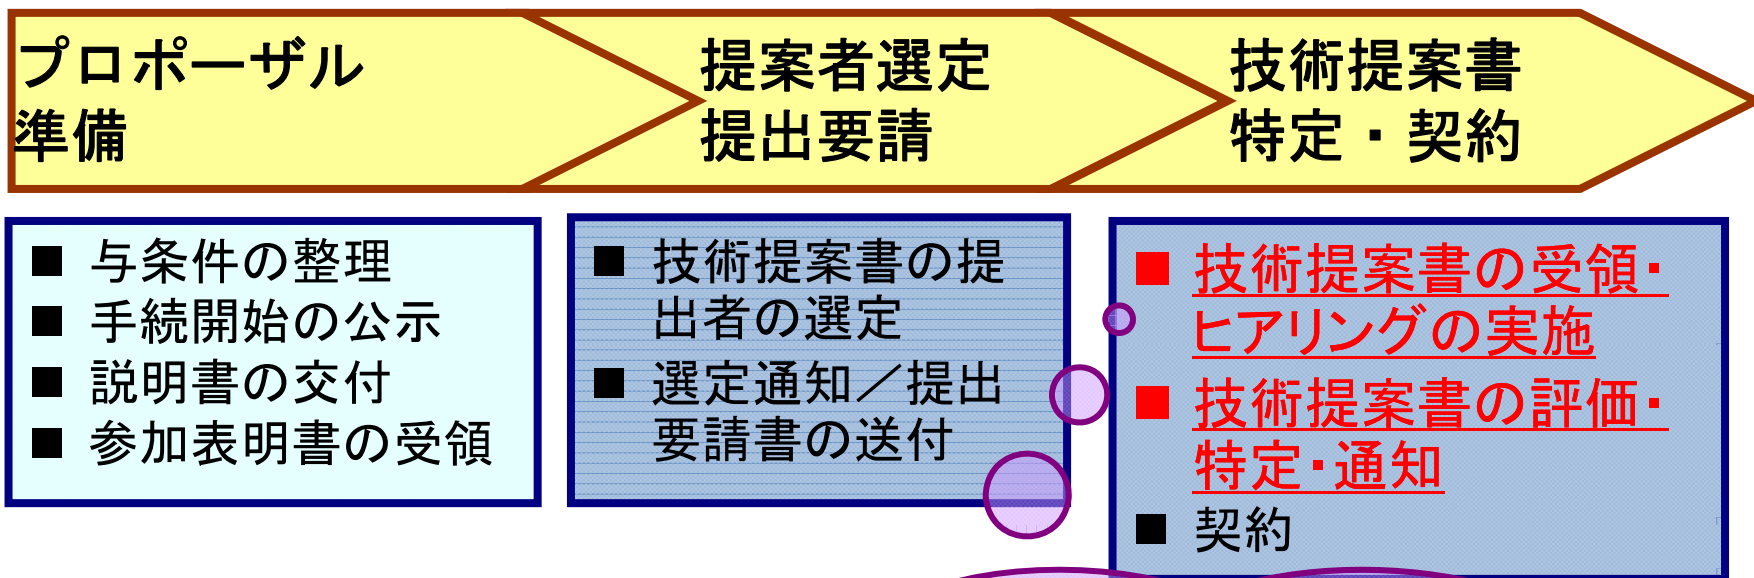 プロポーザル
準備
提案者選定
提出要請
技術提案書
特定・契約
■ 与条件の整理
■ 手続開始の公示
■ 説明書の交付
■ 参加表明書の受領
■ 技術提案書の提
出者の選定
■ 選定通知／提出
要請書の送付
■ 技術提案書の受領・
ヒアリングの実施
■ 技術提案書の評価・
特定・通知
■ 契約